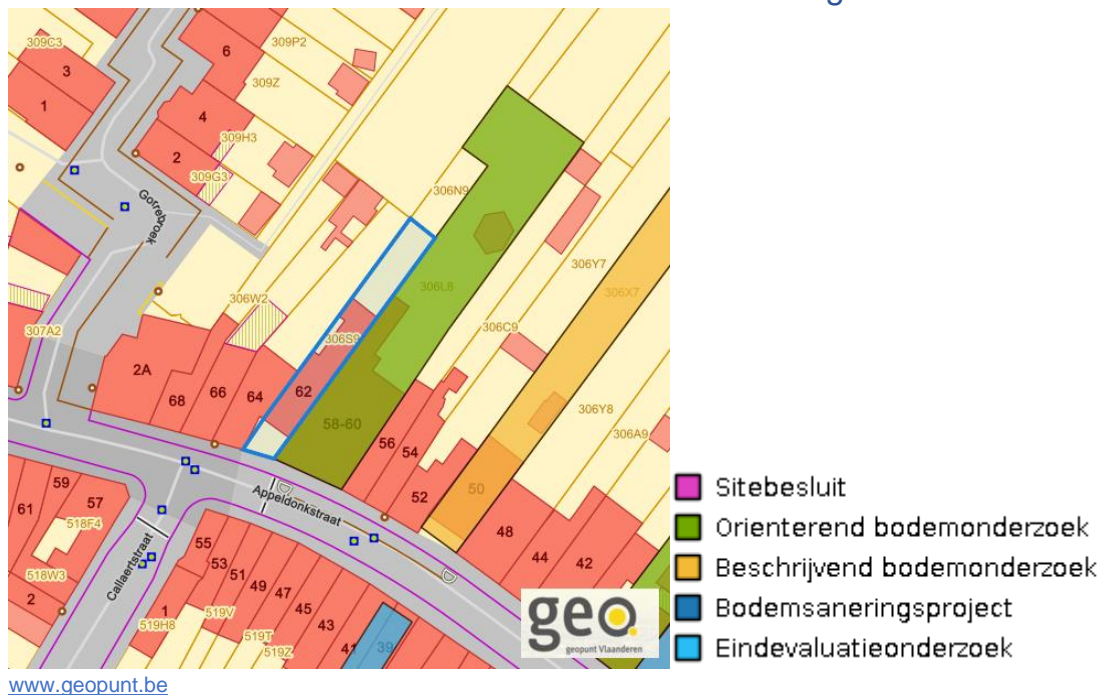 309C3
3
1
6
309P2
309Z
4
309H3
2
309G3
Gofrebroek
306N9
306L8
306Y7
306X7
306W2
306S9
306C9
307A2
2A
68
66
64
62
58-60
56
54
52
50
306Y8
306A9
48
44
42
Appeldonkstraat
D
D
61
59
57
518F4
518W3
2
Callaertstraat
1
519H8
55
53
51
49
47
45
43
41
39
519V
519T
519Z
geo.
geopunt Vlaanderen
Sitebesluit
Orienterend bodemonderzoek
Beschrijvend bodemonderzoek
Bodemsaneringsproject
Eindevaluatieonderzoek
www.geopunt.be